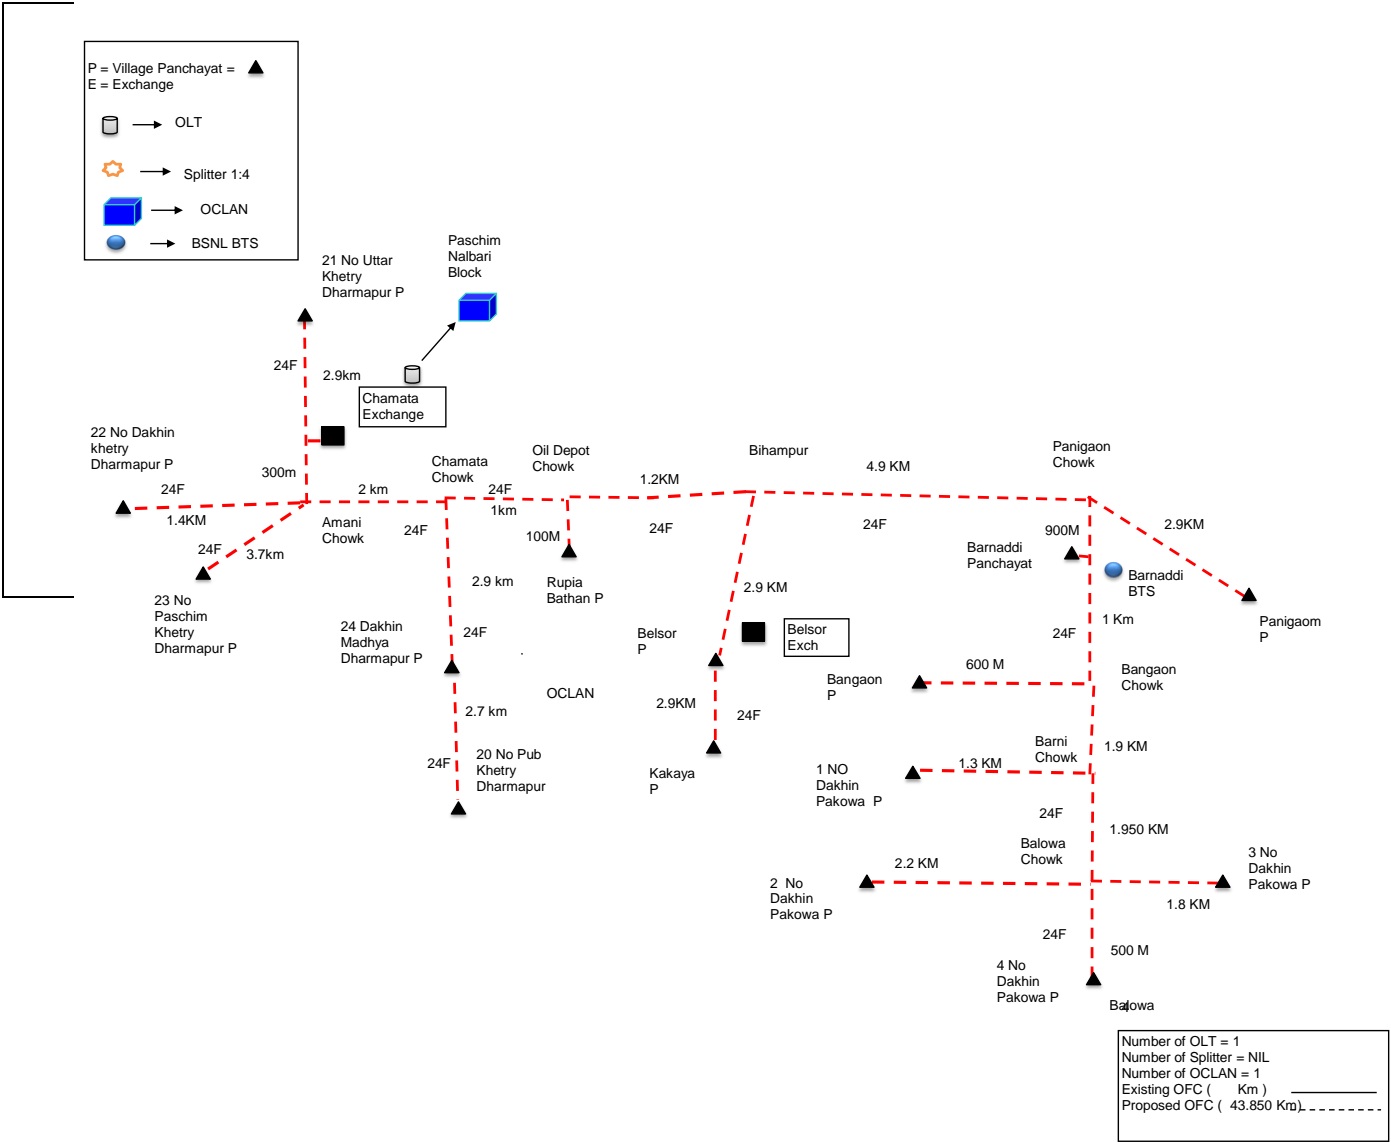 P = Village Panchayat =
E = Exchange
OLT
Splitter 1:4
OCLAN
BSNL BTS
21 No Uttar
Khetry
Dharmapur P
Paschim
Nalbari
Block
24F
2.9km
Chamata
Exchange
22 No Dakhin
khetry
Dharmapur P
300m
24F
1.4KM
2 km
Amani
Chowk
24F
3.7km
23 No
Paschim
Khetry
Dharmapur P
Chamata
Chowk
24F
1km
24F
Oil Depot
Chowk
1.2KM
24F
100M
Rupia
Bathan P
2.9 km
24F
24 Dakhin
Madhya
Dharmapur P
2.7 km
24F
20 No Pub
Khetry
Dharmapur
OCLAN
Bihampur
4.9 KM
24F
2.9 KM
Belsor
P
Belsor
Exch
2.9KM
24F
Kakaya
P
Panigaon
Chowk
2.9KM
900M
Barnaddi
Panchayat
Barnaddi
BTS
Panigaom
P
1 Km
24F
600 M
Bangaon
P
Bangaon
Chowk
1.9 KM
Barni
Chowk
1.3 KM
1 NO
Dakhin
Pakowa  P
24F
1.950 KM
Balowa
Chowk
2.2 KM
2  No
Dakhin
Pakowa P
3 No
Dakhin
Pakowa P
1.8 KM
24F
500 M
4 No
Dakhin
Pakowa P
Balowa
4
Number of OLT = 1
Number of Splitter = NIL
Number of OCLAN = 1
Existing OFC (       Km )
Proposed OFC (  43.850 Km)